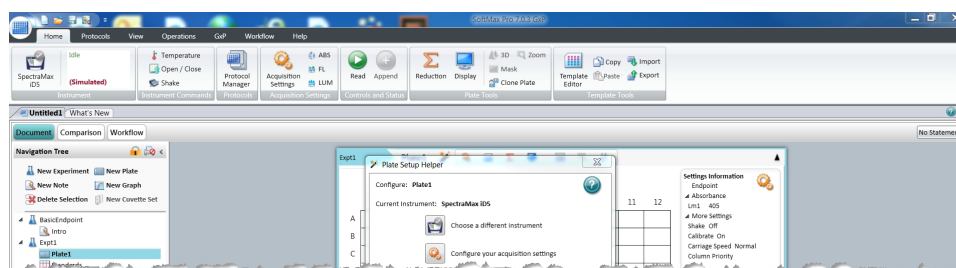 SoftMax Pro 7.0.3 GxP
Home Protocols View Operations GxP Workflow Help
SpectraMax iD5
Idle
(Simulated)
Instrument
Temperature
Open / Close
Shake
Instrument Commands
Protocol Manager
Protocols
Acquisition Settings
ABS
FL
LUM
Acquisition Settings
Read Append
Controls and Status
Reduction Display
3D Zoom
Mask
Clone Plate
Plate Tools
Template Editor
Copy Import
Paste Export
Template Tools
Untitled1 What's New
Document Comparison Workflow
No Stateme
Navigation Tree
New Experiment New Plate
New Note New Graph
Delete Selection New Cuvette Set
BasicEndpoint
Intro
Expt1
Plate1
Standards
Expt1
Plate Setup Helper
Configure: Plate1
Current Instrument: SpectraMax iD5
Choose a different instrument
Configure your acquisition settings
11 12
A
B
C
Settings Information
Endpoint
Absorbance
Lm1 405
More Settings
Shake Off
Calibrate On
Carriage Speed Normal
Column Priority